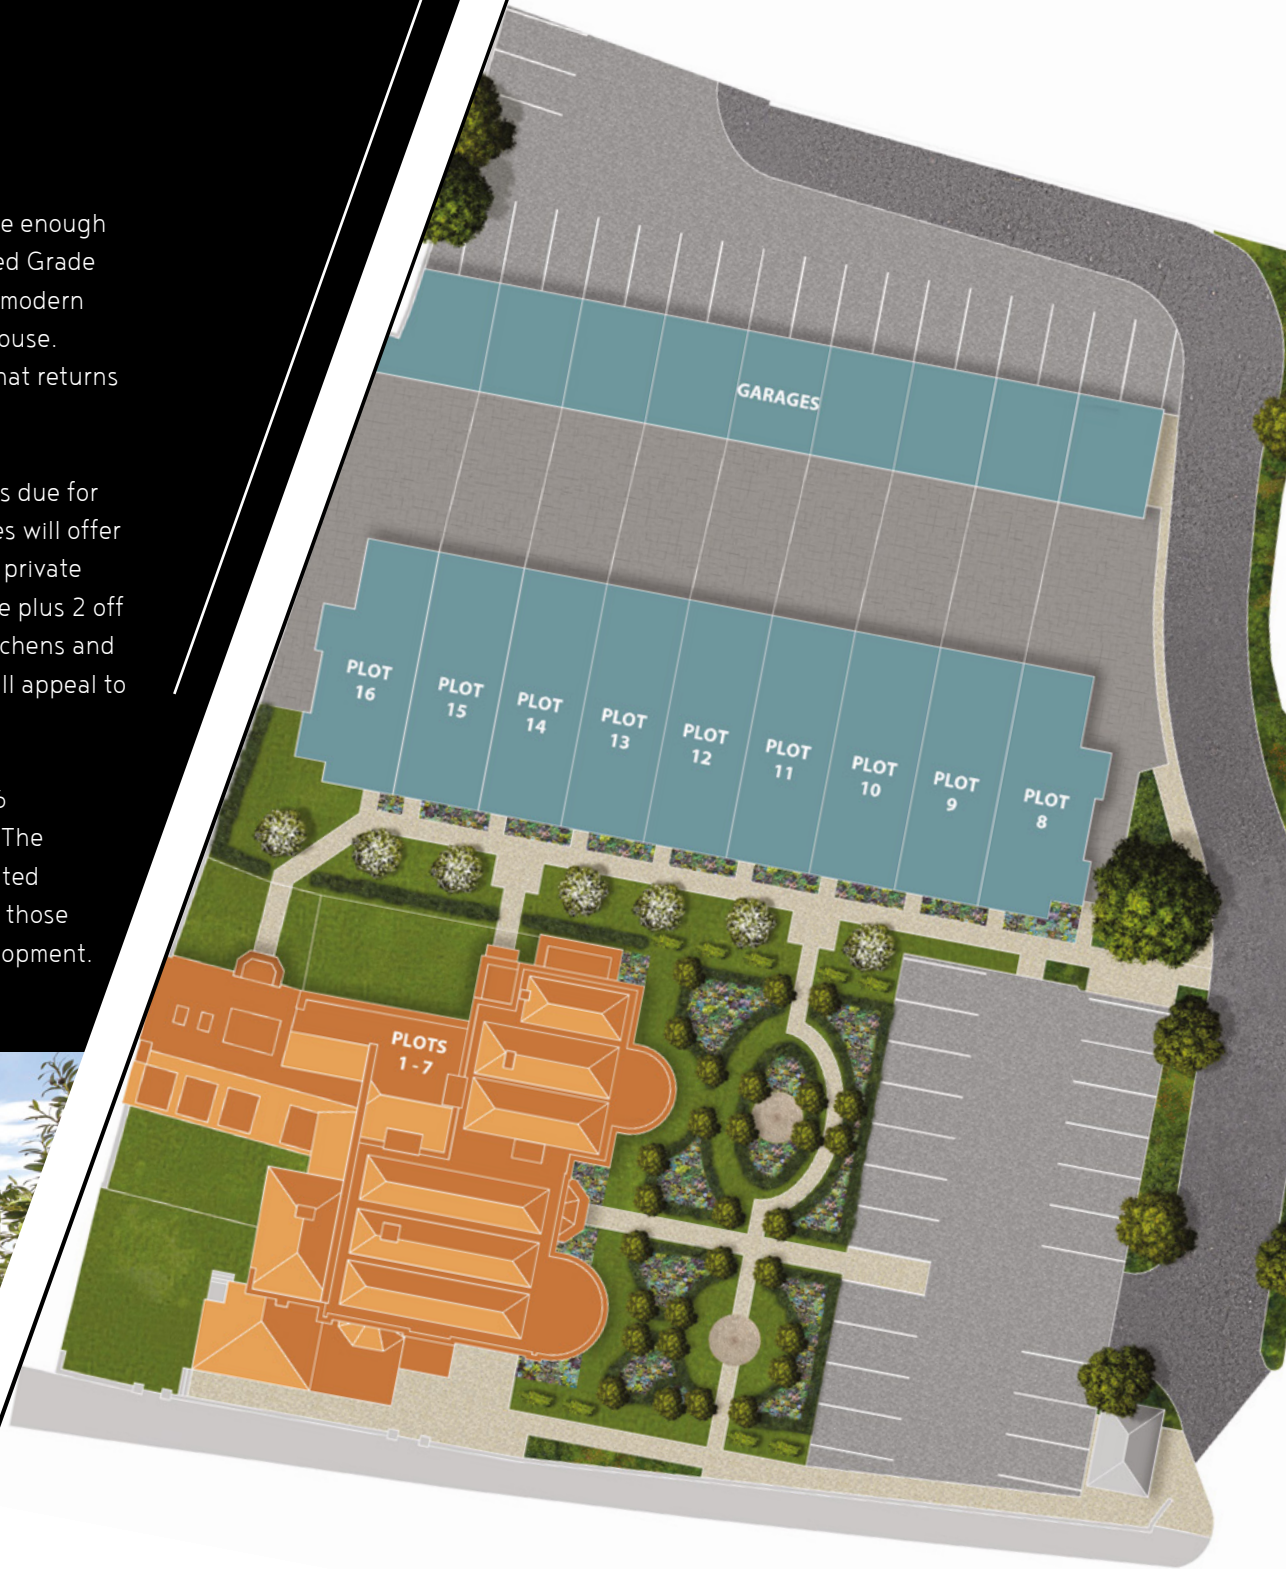 e enough
ed Grade
modern
ouse.
hat returns
s due for
es will offer
private
e plus 2 off
tchens and
ll appeal to
The
ted
those
opment.
GARAGES
PLOT
16
PLOT
15
PLOT
14
PLOT
13
PLOT
12
PLOT
11
PLOT
10
PLOT
9
PLOT
8
PLOTS
1 - 7